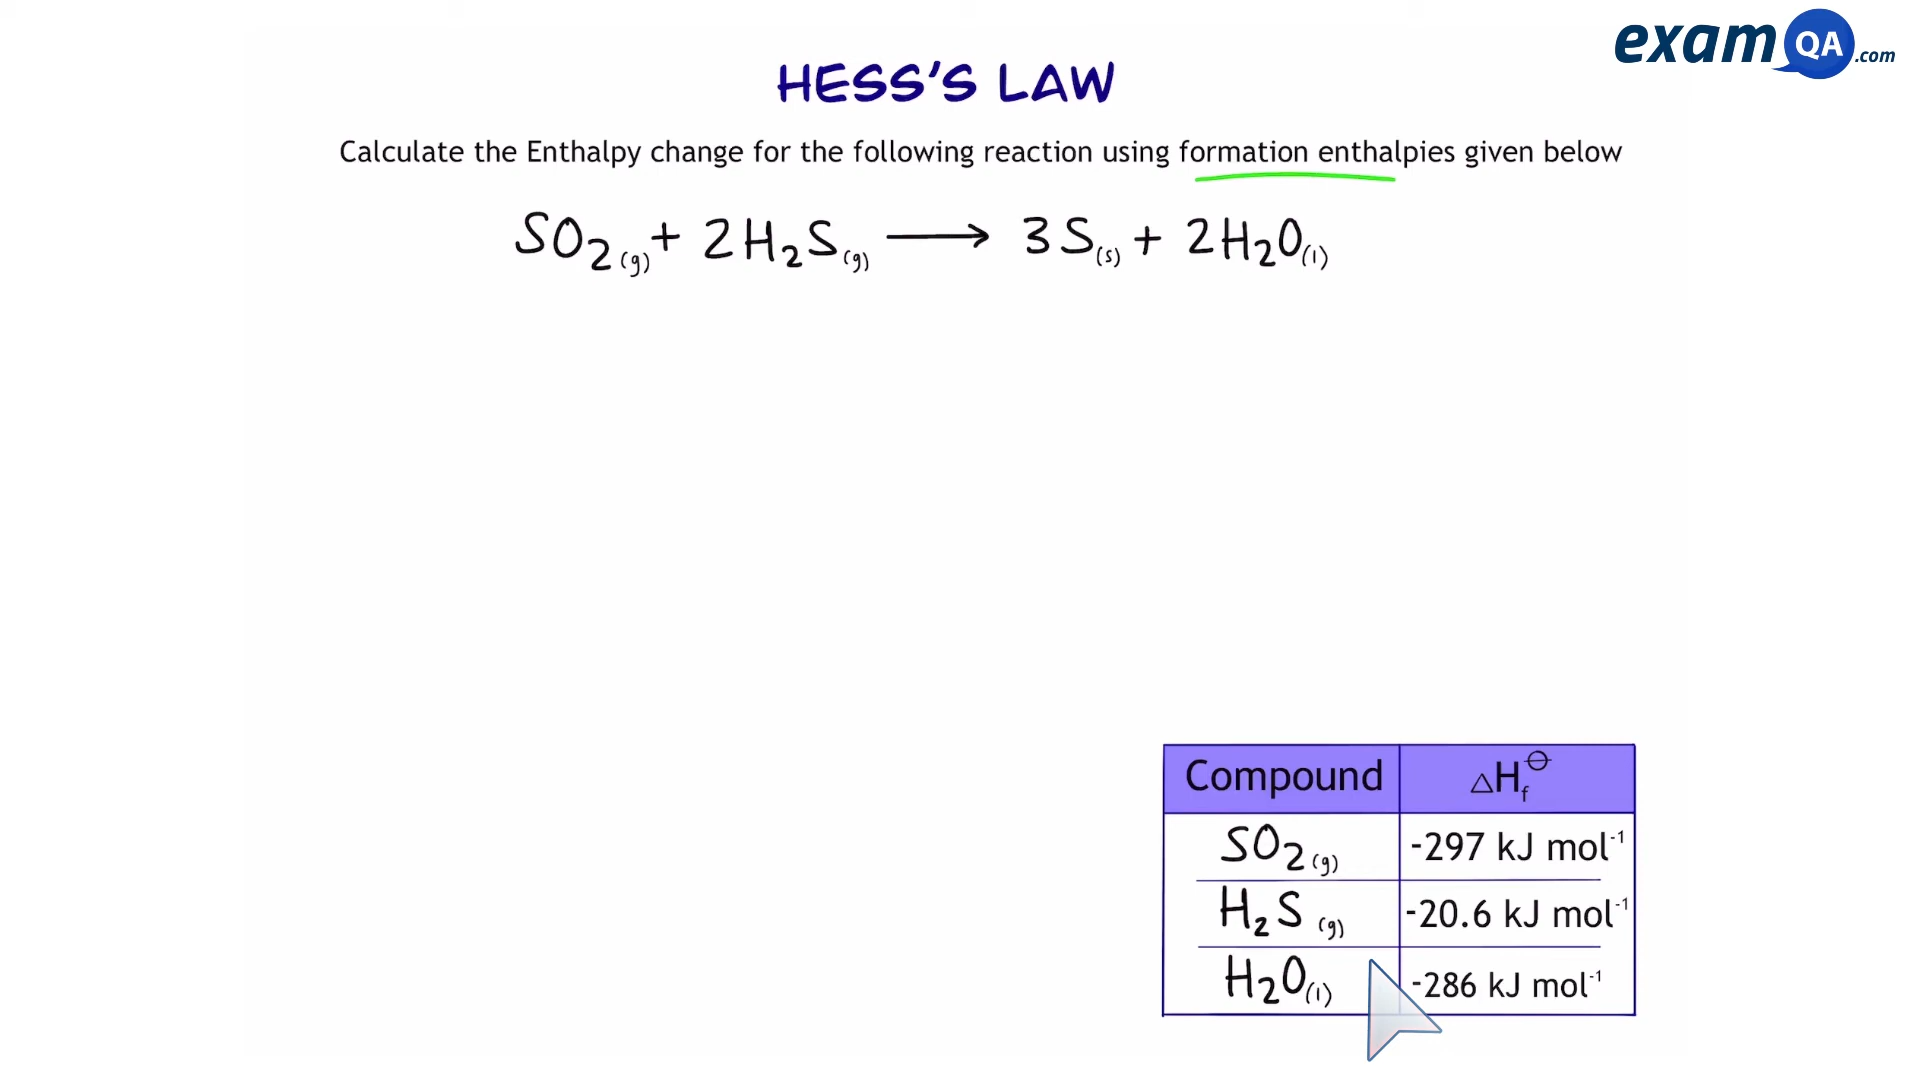 examQA.com
HESS'S LAW
Calculate the Enthalpy change for the following reaction using formation enthalpies given below
SO₂(g) + 2H₂S(g) ⟶ 3S(s) + 2H₂O(l)
Compound ΔHf⊖
SO₂(g) -297 kJ mol⁻¹
H₂S(g) -20.6 kJ mol⁻¹
H₂O(l) -286 kJ mol⁻¹